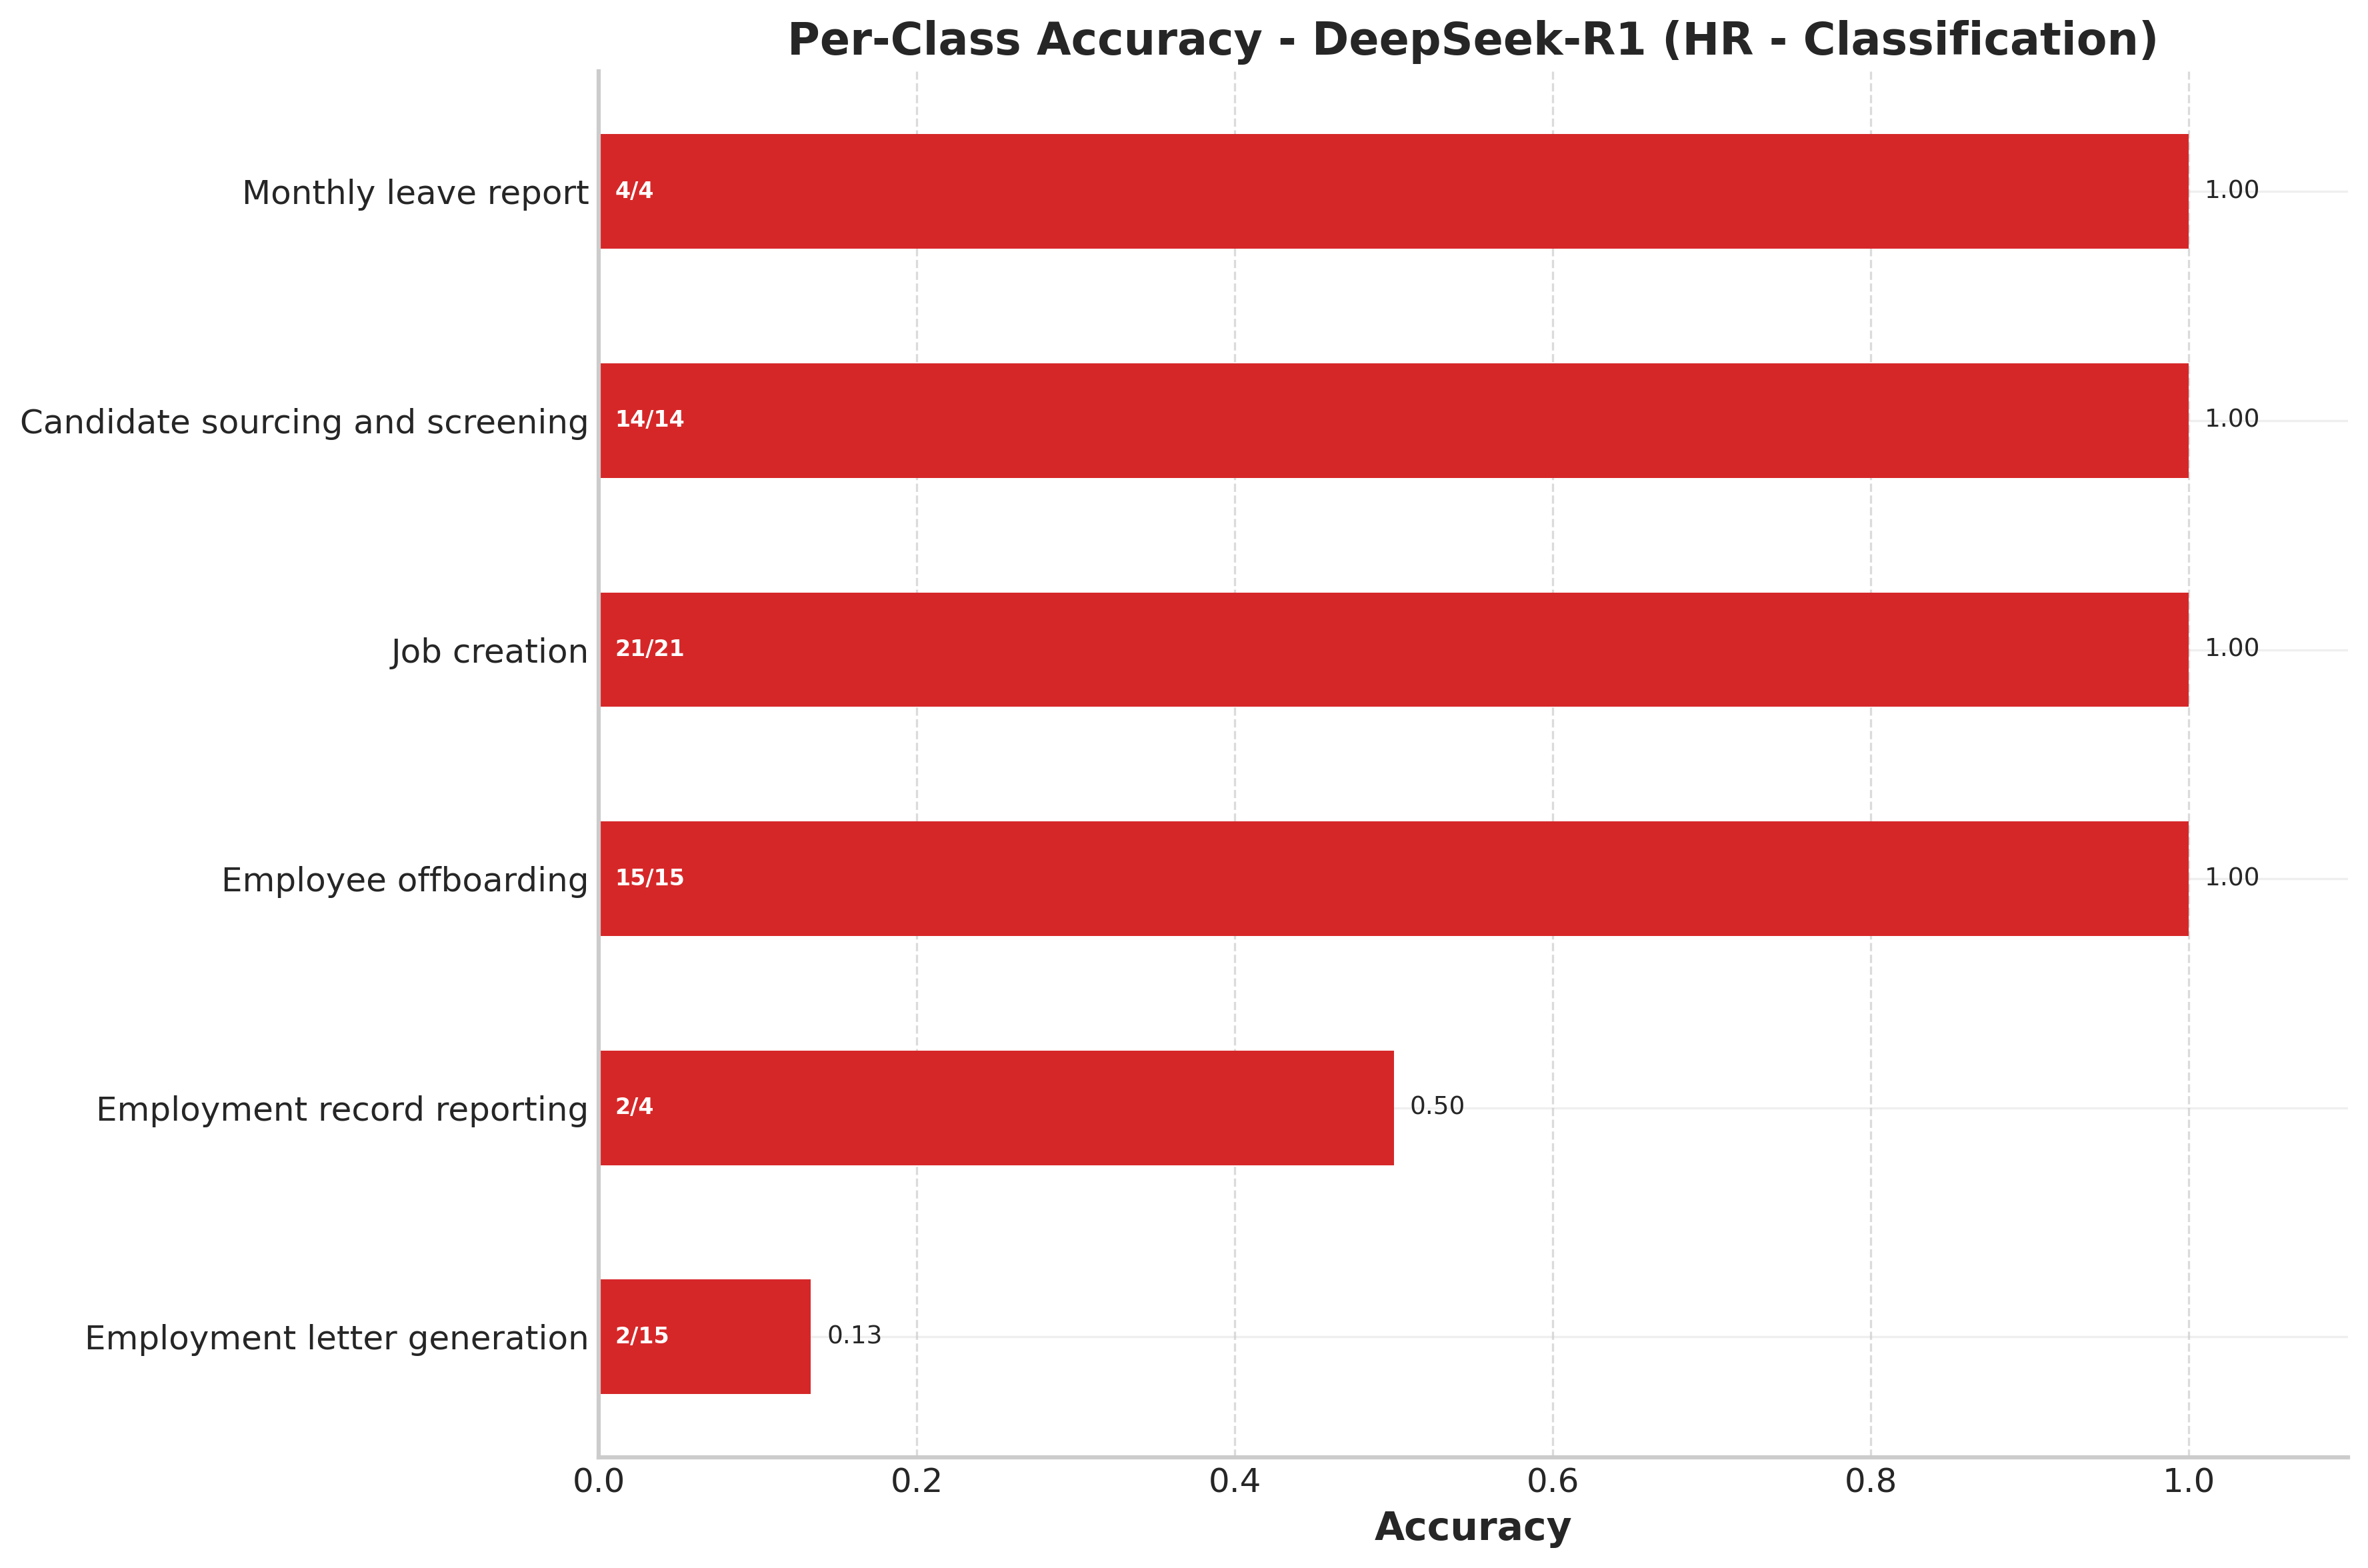 Per-Class Accuracy - DeepSeek-R1 (HR - Classification)
Monthly leave report 4/4 1.00
Candidate sourcing and screening 14/14 1.00
Job creation 21/21 1.00
Employee offboarding 15/15 1.00
Employment record reporting 2/4 0.50
Employment letter generation 2/15 0.13
0.0 0.2 0.4 0.6 0.8 1.0
Accuracy